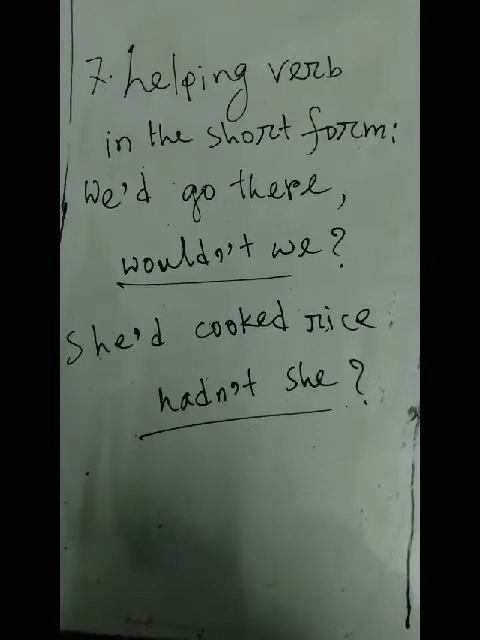 7. helping verb
in the short form:
We'd go there,
wouldn't we?
She'd cooked rice.
hadn't she?